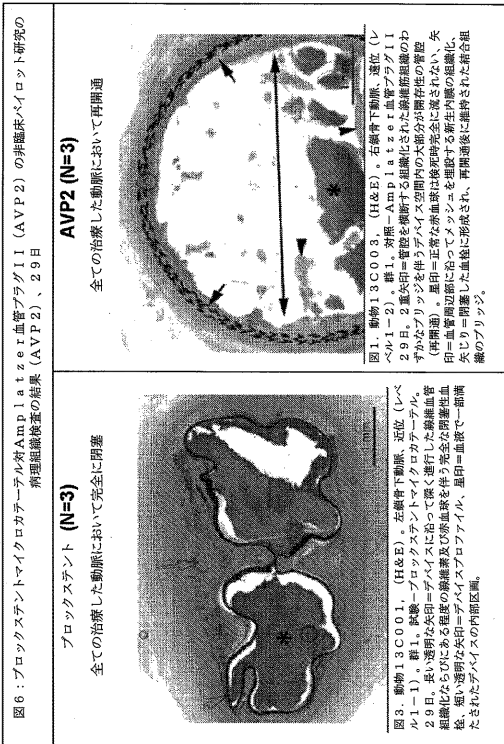 図6:ブロックステントマイクロカテーテル対Amplatzer血管プラグII(AVP2)の非臨床パイロット研究の
病理組織検査の結果(AVP2)、29日
ブロックステント (N=3)
全ての治療した動脈において完全に閉塞
図3.動物13C001,(H&E).左鎖骨下動脈、近位(レ
ベル1-1).群1.試験-ブロックステントマイクロカテーテル.
29日.長い透明な矢印=デバイスに沿って深く進行した線維血管
組織化ならびにある程度の線維素及び赤血球を伴う完全な閉塞性血
栓、短い透明な矢印=デバイスプロファイル、星印=血液で一部満
たされたデバイスの内部区画.
AVP2 (N=3)
全ての治療した動脈において再開通
図1.動物13C003,(H&E).右鎖骨下動脈、遠位(レ
ベル1-2).群1.対照-Amplatzer血管プラグII
29日.2重矢印=管腔を横断する組織化された線維筋組織のわ
ずかなブリッジを伴うデバイス空間内の大部分が開存性の管腔
(再開通).星印=正常な赤血球は検死時完全に流されない、矢
印=血管周辺部に沿ってメッシュを埋設する新生内膜の組織化、
矢じり=閉塞した血栓に形成され、再開通後に維持された結合組
織のブリッジ.